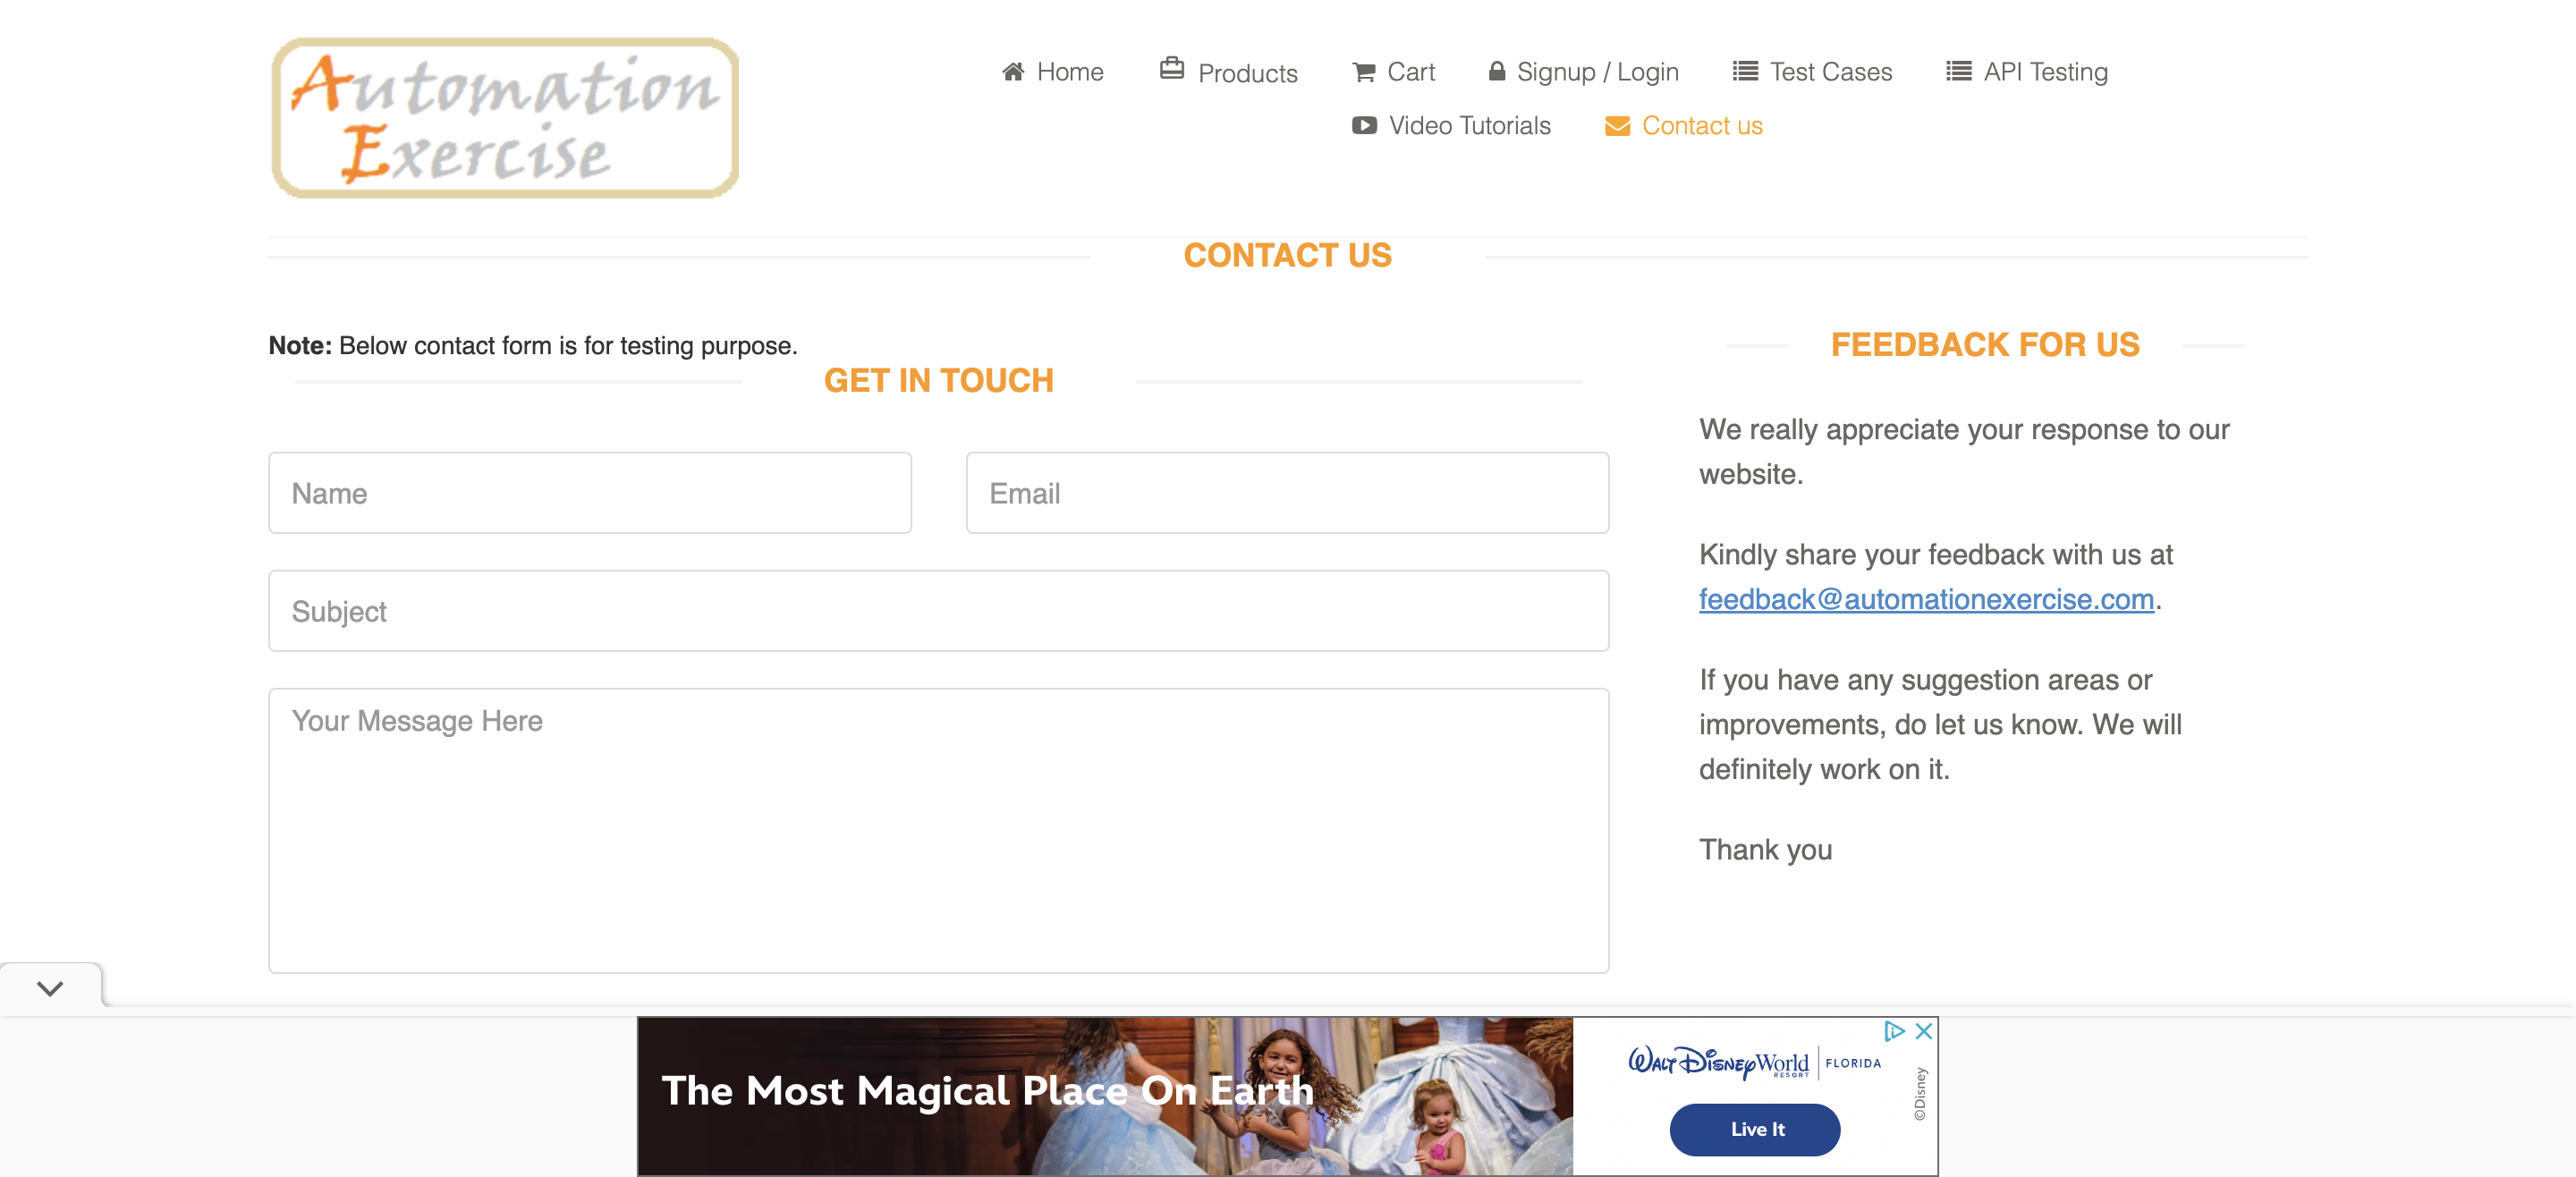 Automation
Exercise
Home Products Cart Signup / Login Test Cases API Testing
Video Tutorials Contact us
CONTACT US
Note: Below contact form is for testing purpose.
GET IN TOUCH
Name Email
Subject
Your Message Here
FEEDBACK FOR US
We really appreciate your response to our
website.
Kindly share your feedback with us at
feedback@automationexercise.com.
If you have any suggestion areas or
improvements, do let us know. We will
definitely work on it.
Thank you
The Most Magical Place On Earth
Walt Disney World RESORT FLORIDA
Live It
©Disney